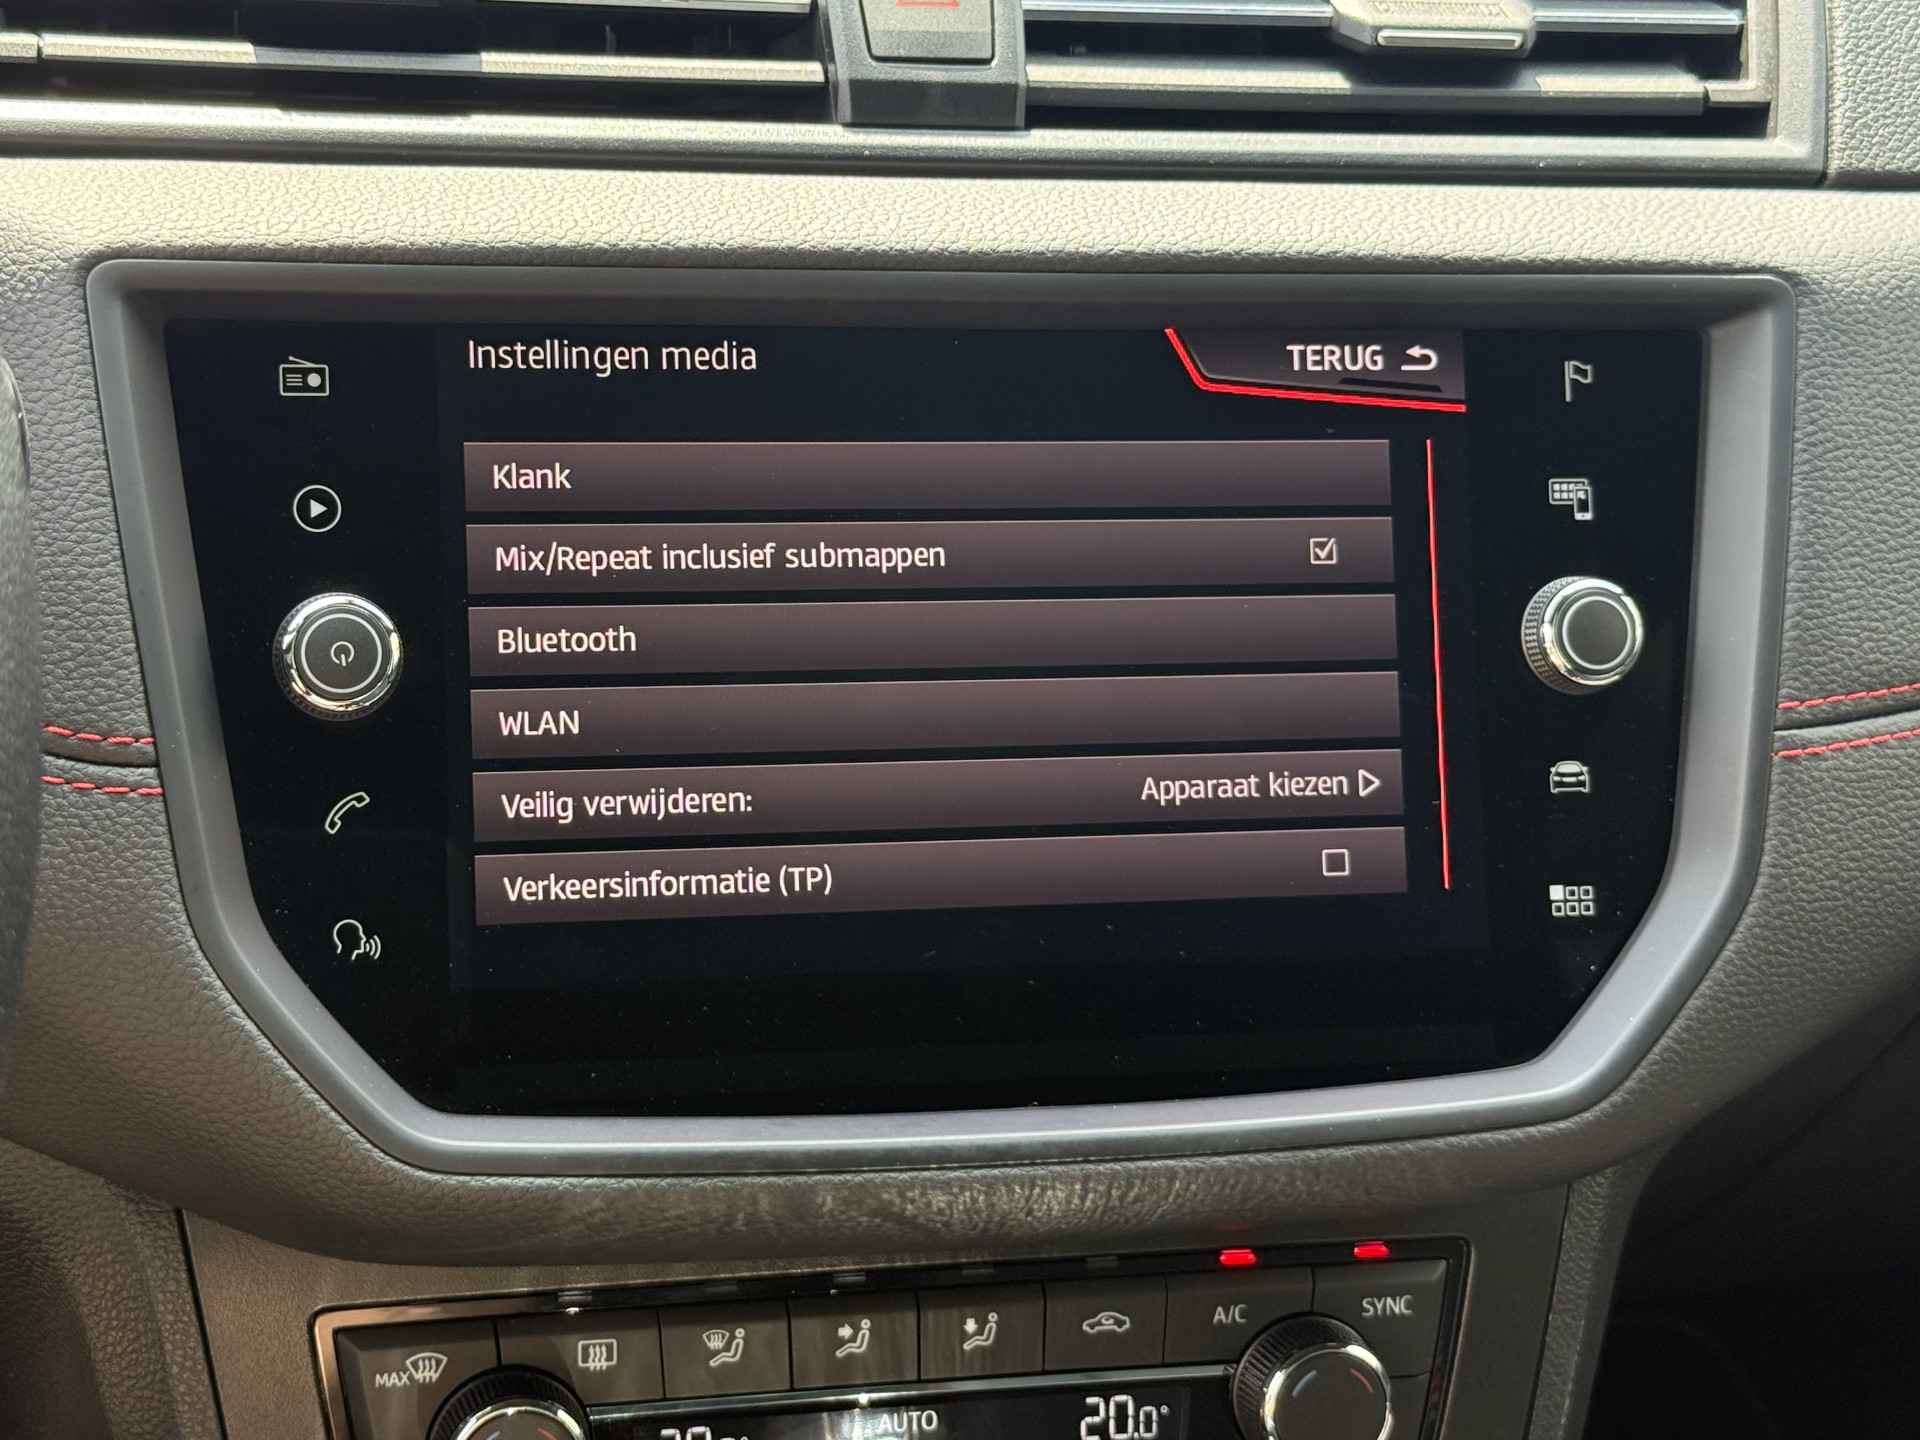 Instellingen media
TERUG
Klank
Mix/Repeat inclusief submappen
Bluetooth
WLAN
Veilig verwijderen:
Apparaat kiezen
Verkeersinformatie (TP)
A/C
SYNC
MAX
AUTO
20.0°